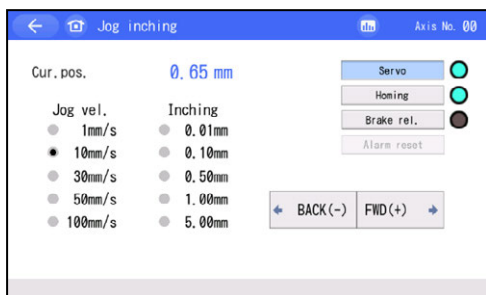 Jog inching Axis No. 00
Cur.pos. 0.65 mm
Servo
Homing
Brake rel.
Alarm reset
Jog vel. Inching
1mm/s 0.01mm
10mm/s 0.10mm
30mm/s 0.50mm
50mm/s 1.00mm
100mm/s 5.00mm
BACK(-) FWD(+)